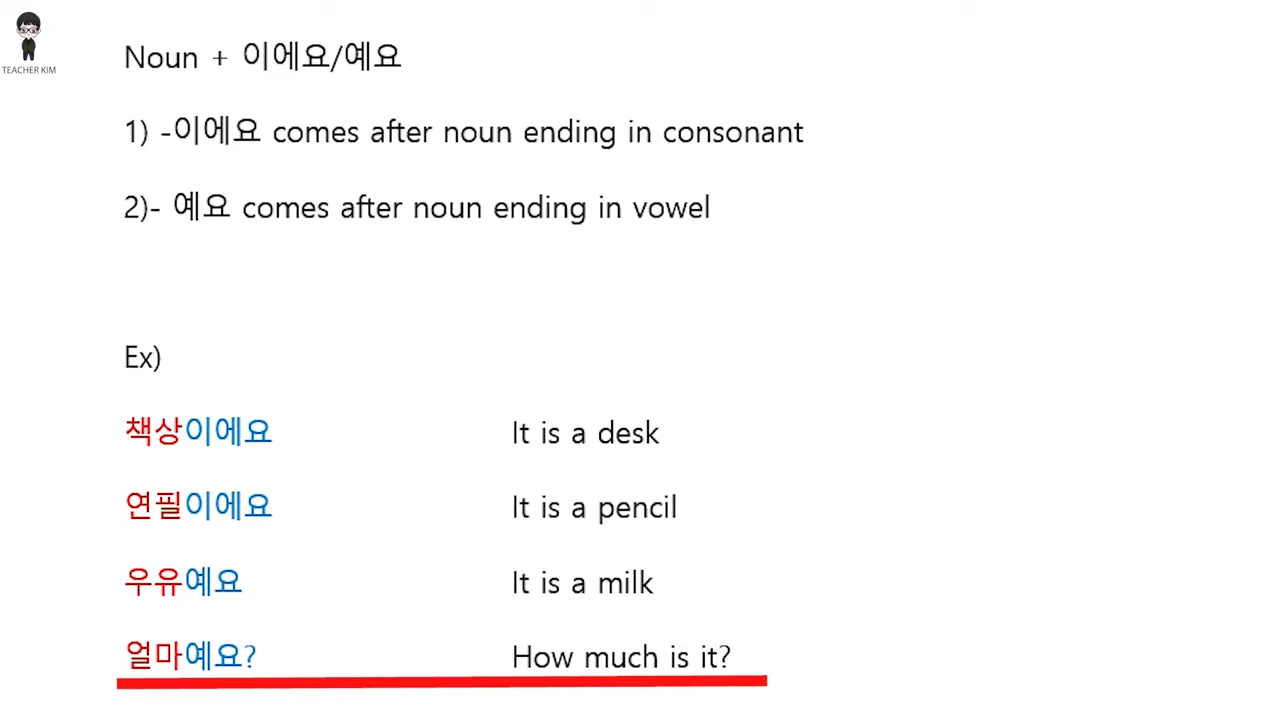 TEACHER KIM
Noun + 이에요/예요
1) -이에요 comes after noun ending in consonant
2)- 예요 comes after noun ending in vowel
Ex)
책상이에요 It is a desk
연필이에요 It is a pencil
우유예요 It is a milk
얼마예요? How much is it?